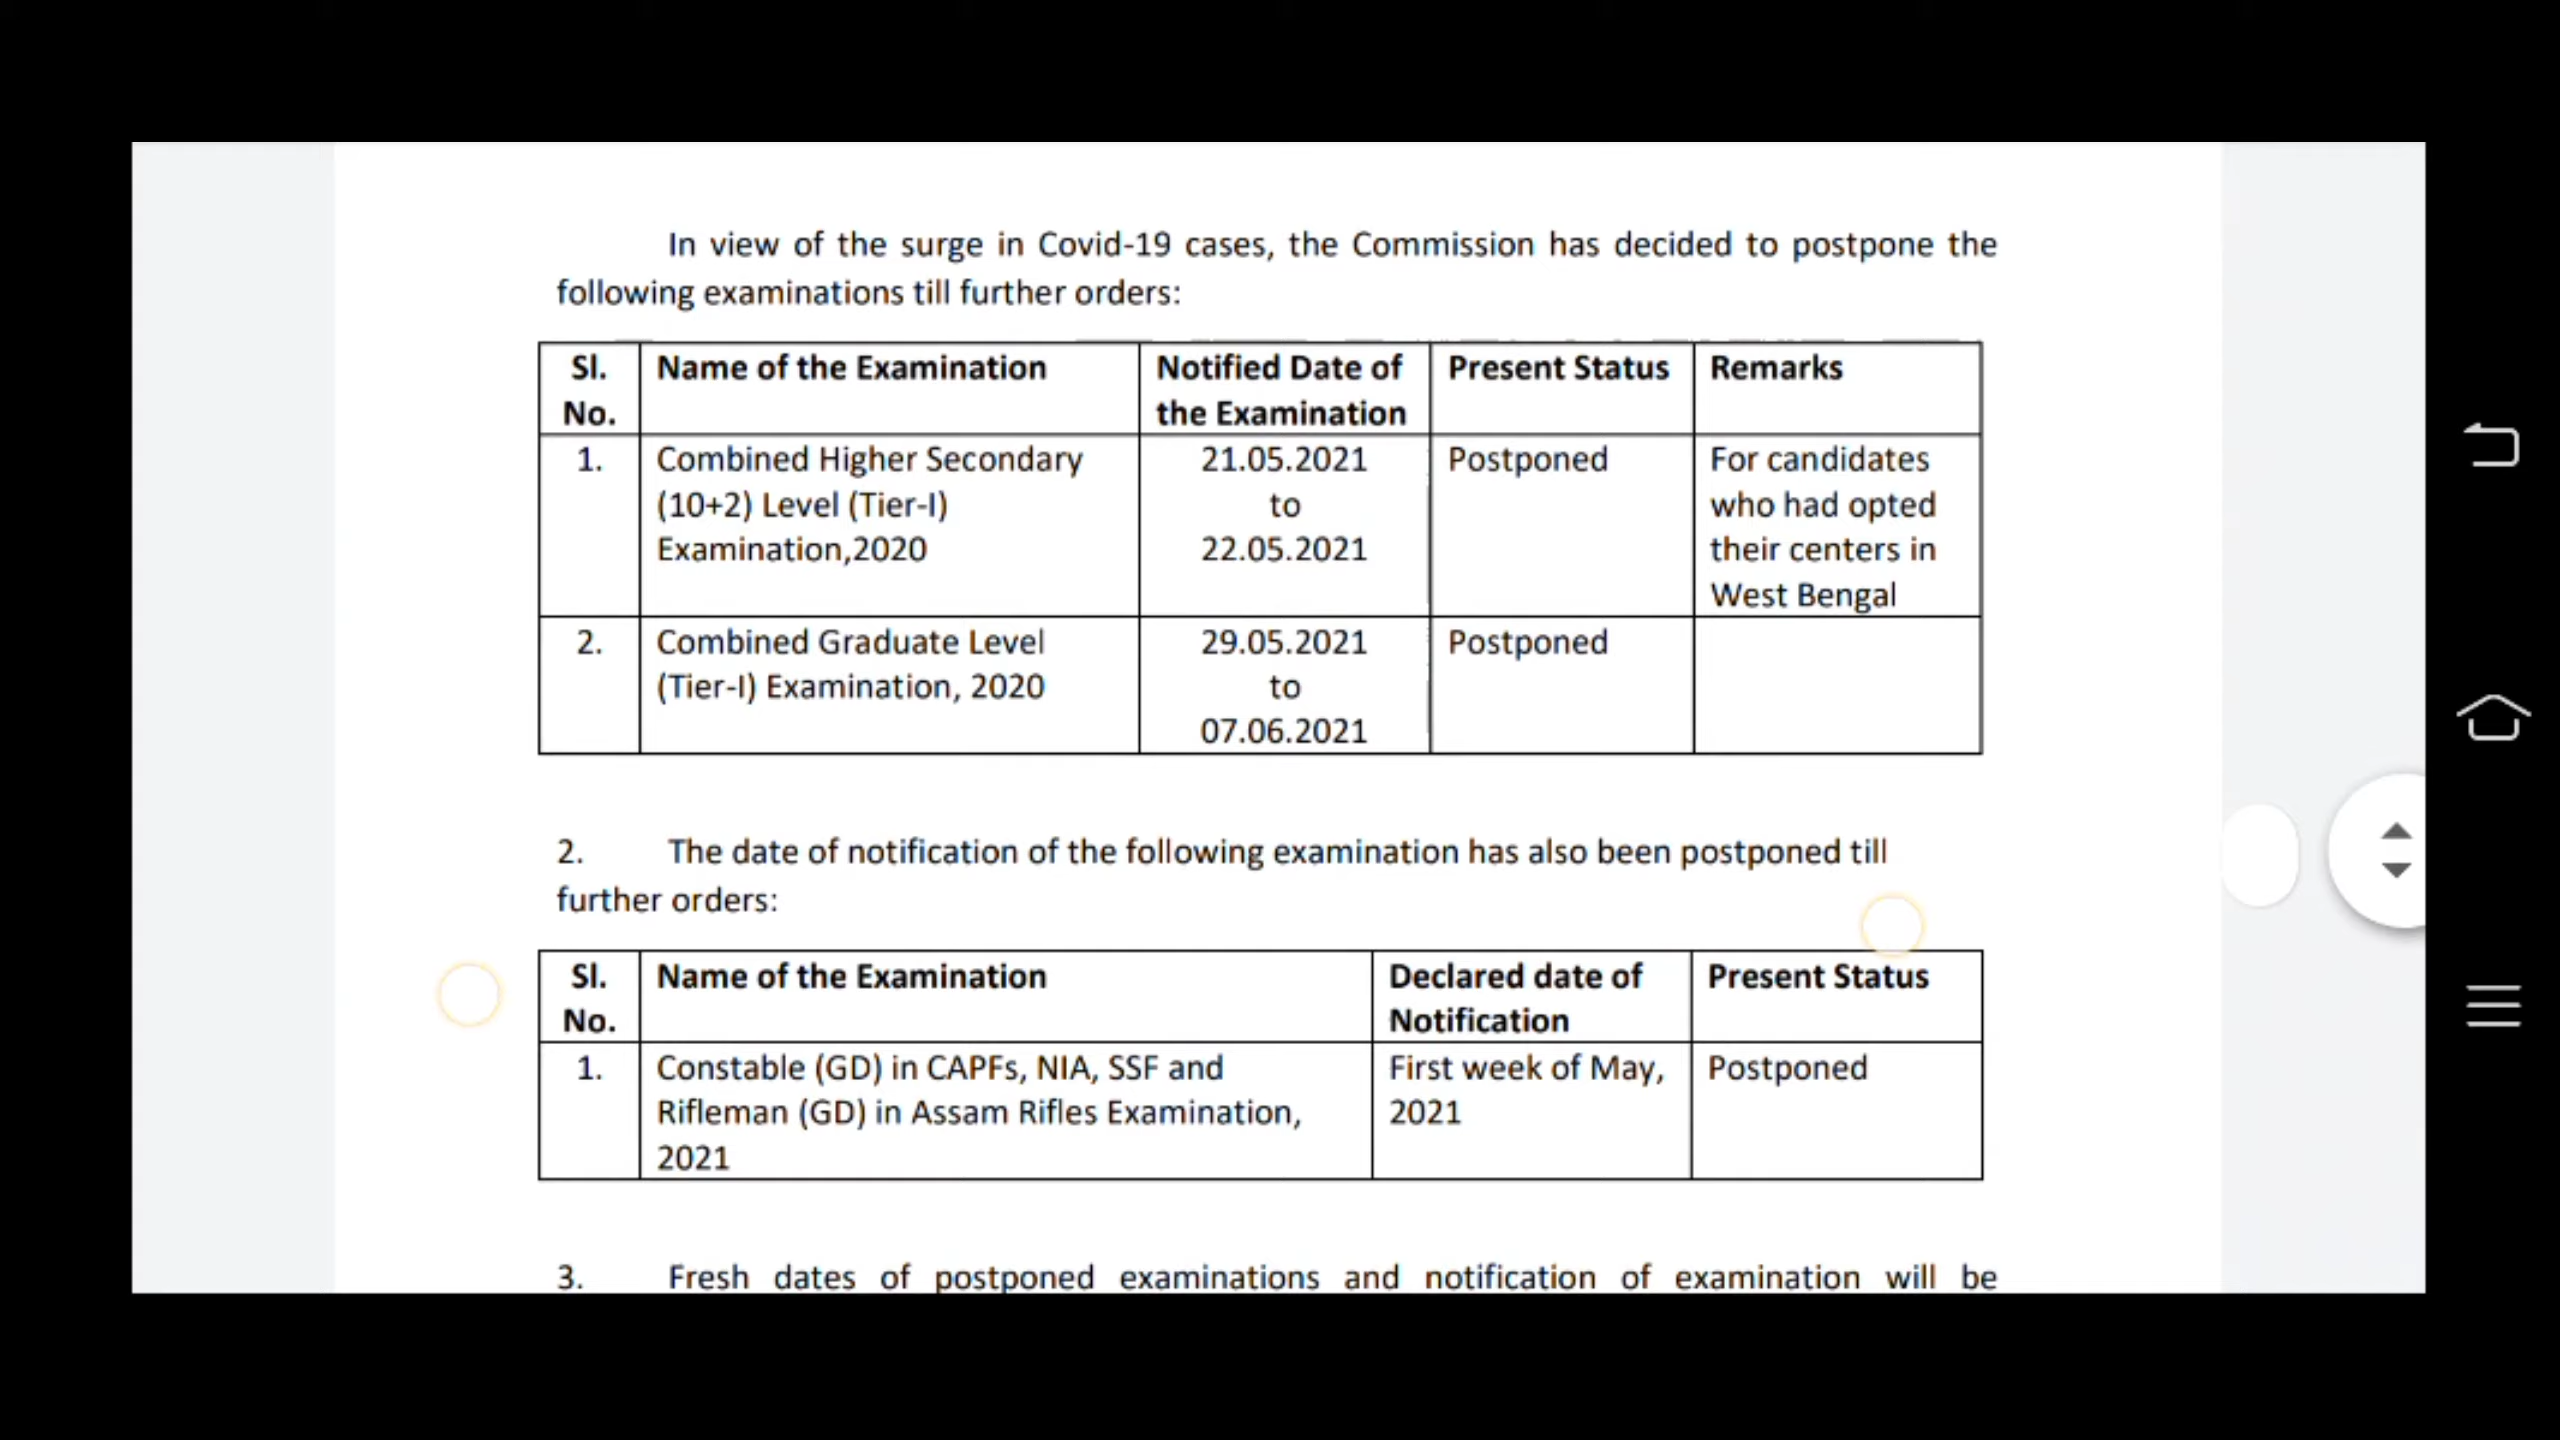 In view of the surge in Covid-19 cases, the Commission has decided to postpone the
following examinations till further orders:
Sl. No. Name of the Examination Notified Date of the Examination Present Status Remarks
1. Combined Higher Secondary (10+2) Level (Tier-I) Examination,2020 21.05.2021 to 22.05.2021 Postponed For candidates who had opted their centers in West Bengal
2. Combined Graduate Level (Tier-I) Examination, 2020 29.05.2021 to 07.06.2021 Postponed
2. The date of notification of the following examination has also been postponed till
further orders:
Sl. No. Name of the Examination Declared date of Notification Present Status
1. Constable (GD) in CAPFs, NIA, SSF and Rifleman (GD) in Assam Rifles Examination, 2021 First week of May, 2021 Postponed
3. Fresh dates of postponed examinations and notification of examination will be